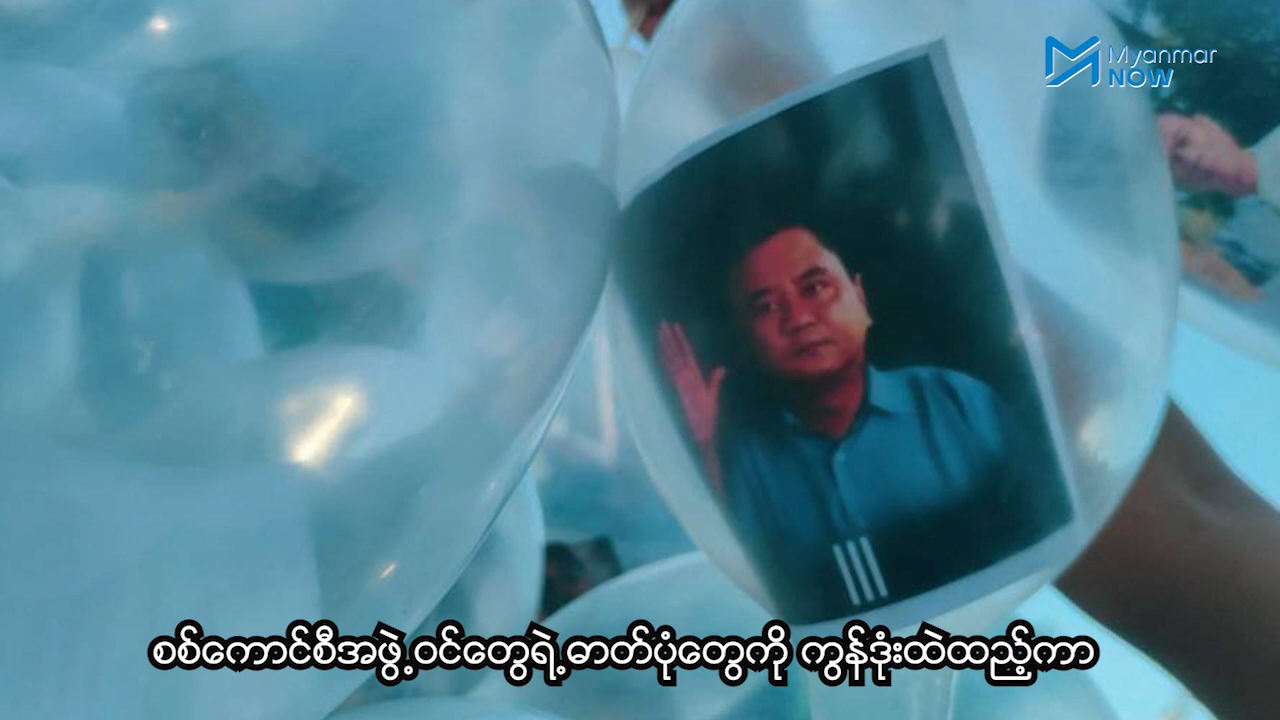 Myanmar
NOW
စစ်ကောင်စီအဖွဲ့ဝင်တွေရဲ့ဓာတ်ပုံတွေကို ကွန်ဒုံးထဲထည့်ကာ